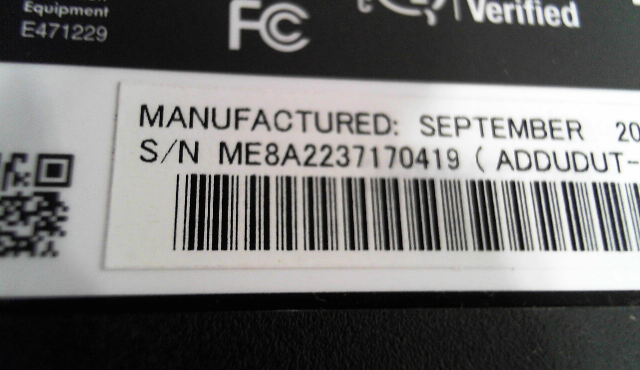 Equipment
E471229
FC
Verified
MANUFACTURED: SEPTEMBER 20
S/N ME8A2237170419 ( ADDUDUT-